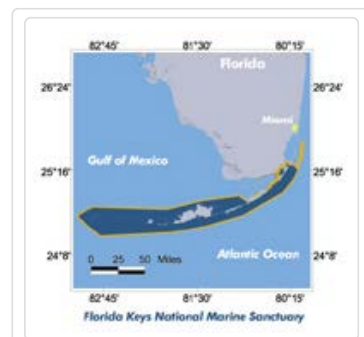 82°45' 81°30' 80°15'
Florida
26°24' 26°24'
Miami
Gulf of Mexico
25°16' 25°16'
Atlantic Ocean
0 25 50 Miles
24°8' 24°8'
82°45' 81°30' 80°15'
Florida Keys National Marine Sanctuary